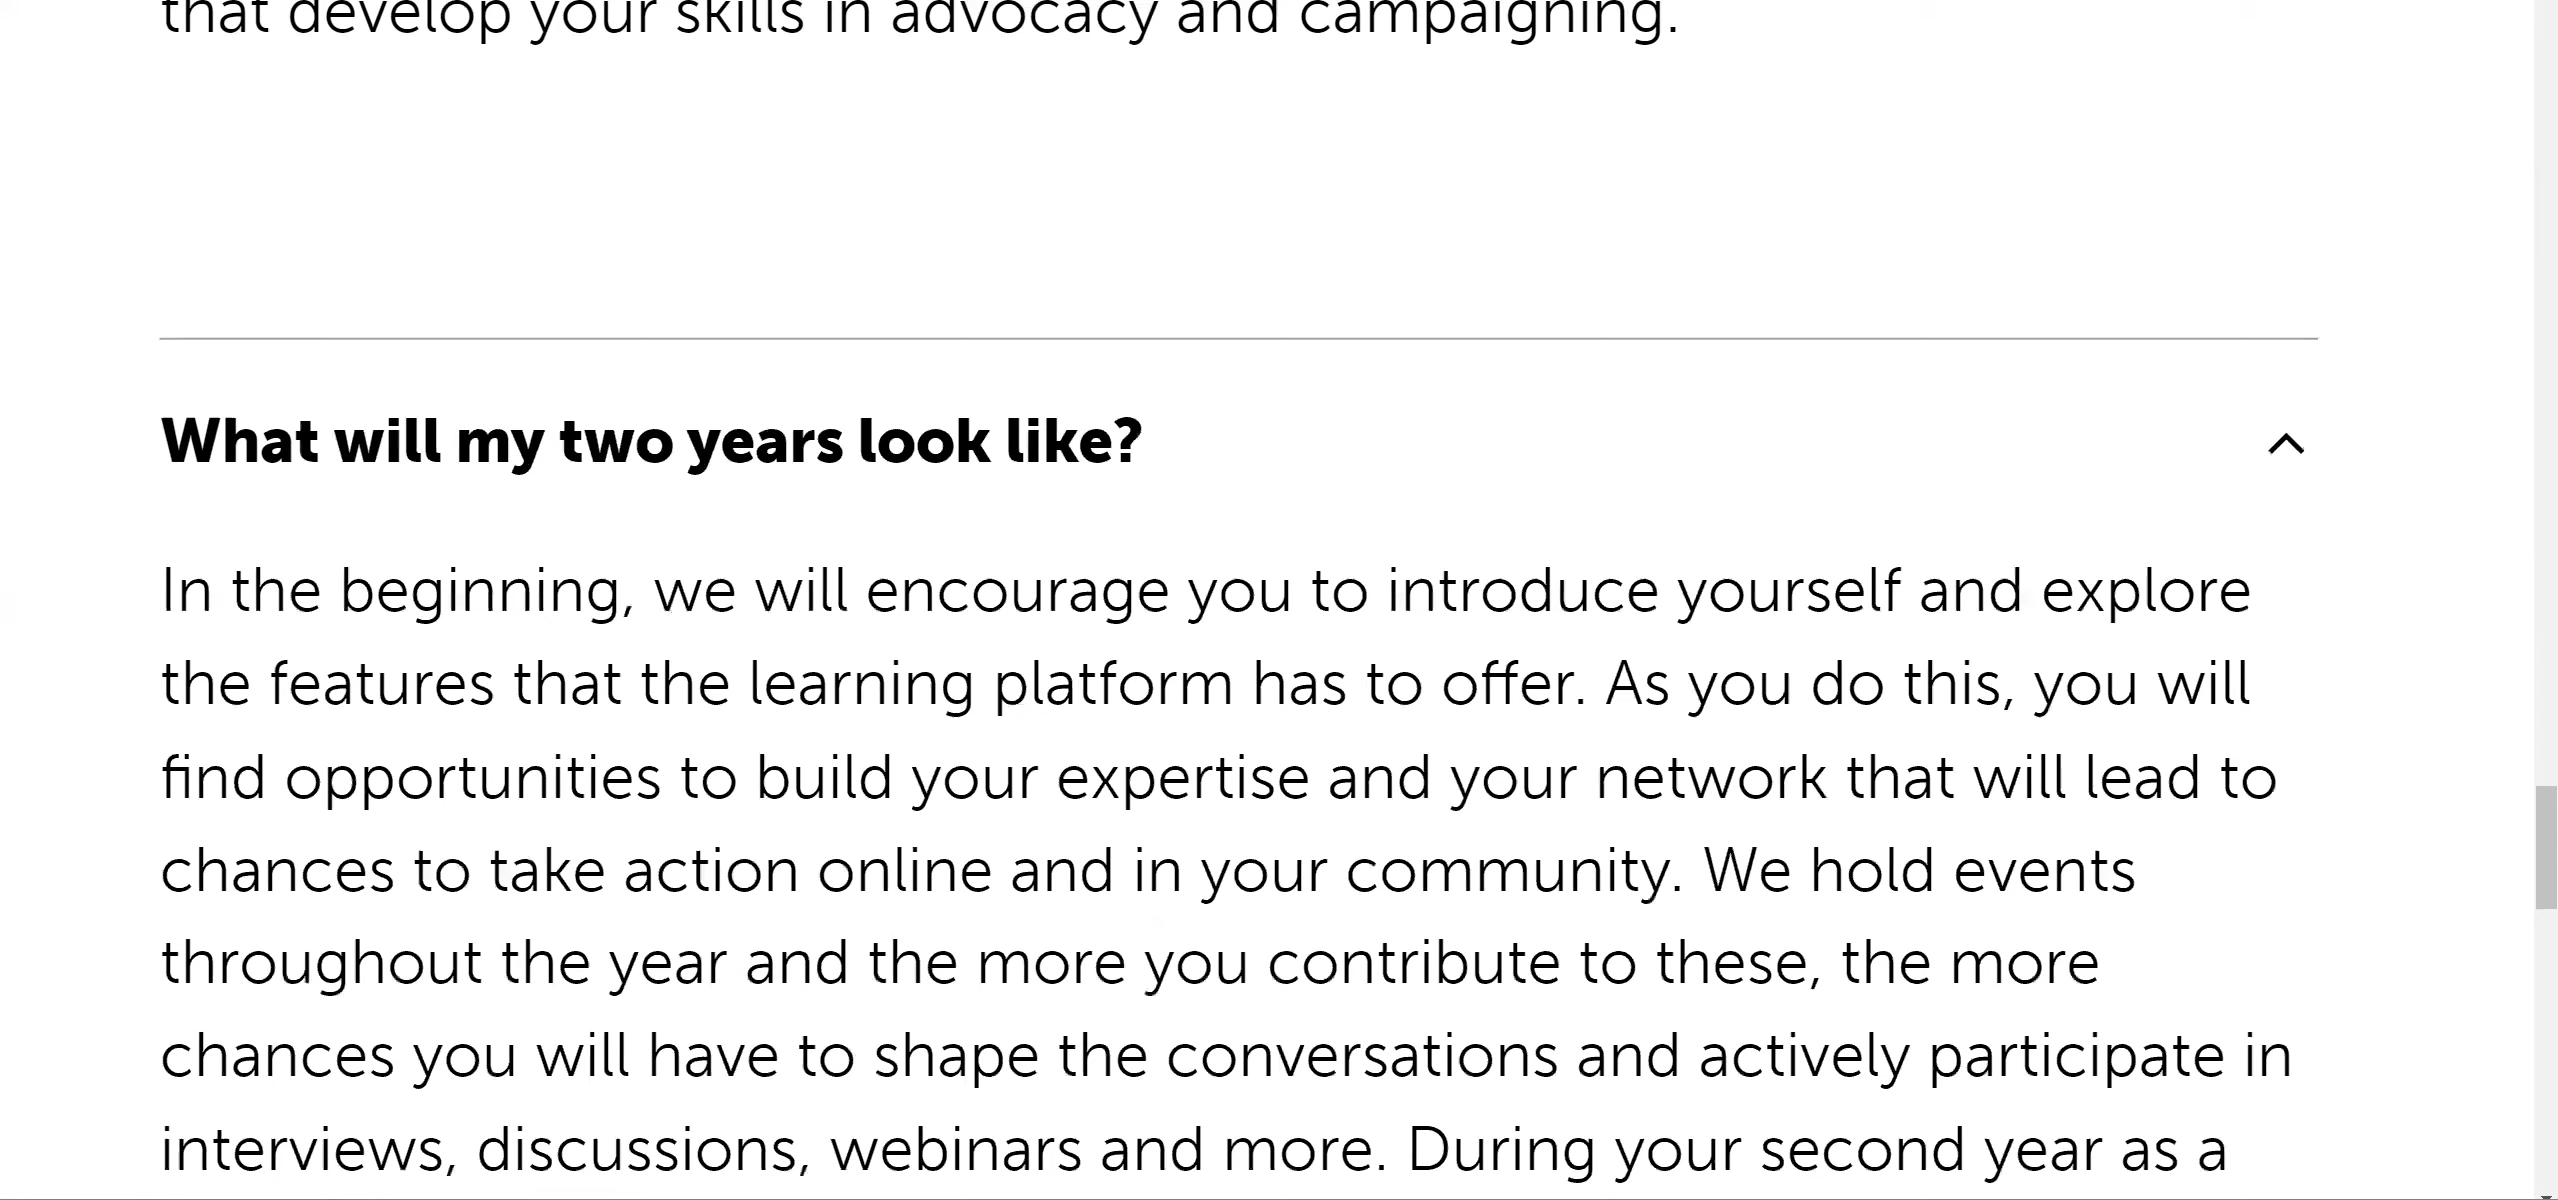 that develop your skills in advocacy and campaigning.
What will my two years look like?
In the beginning, we will encourage you to introduce yourself and explore
the features that the learning platform has to offer. As you do this, you will
find opportunities to build your expertise and your network that will lead to
chances to take action online and in your community. We hold events
throughout the year and the more you contribute to these, the more
chances you will have to shape the conversations and actively participate in
interviews, discussions, webinars and more. During your second year as a